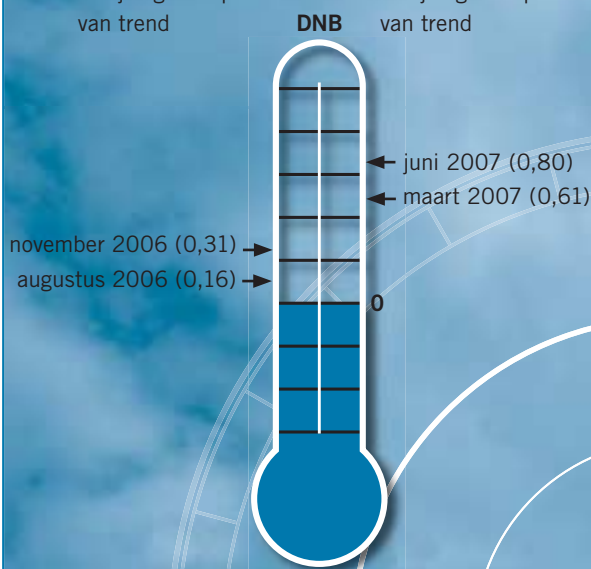 van trend DNB van trend
juni 2007 (0,80)
maart 2007 (0,61)
november 2006 (0,31)
augustus 2006 (0,16)
0